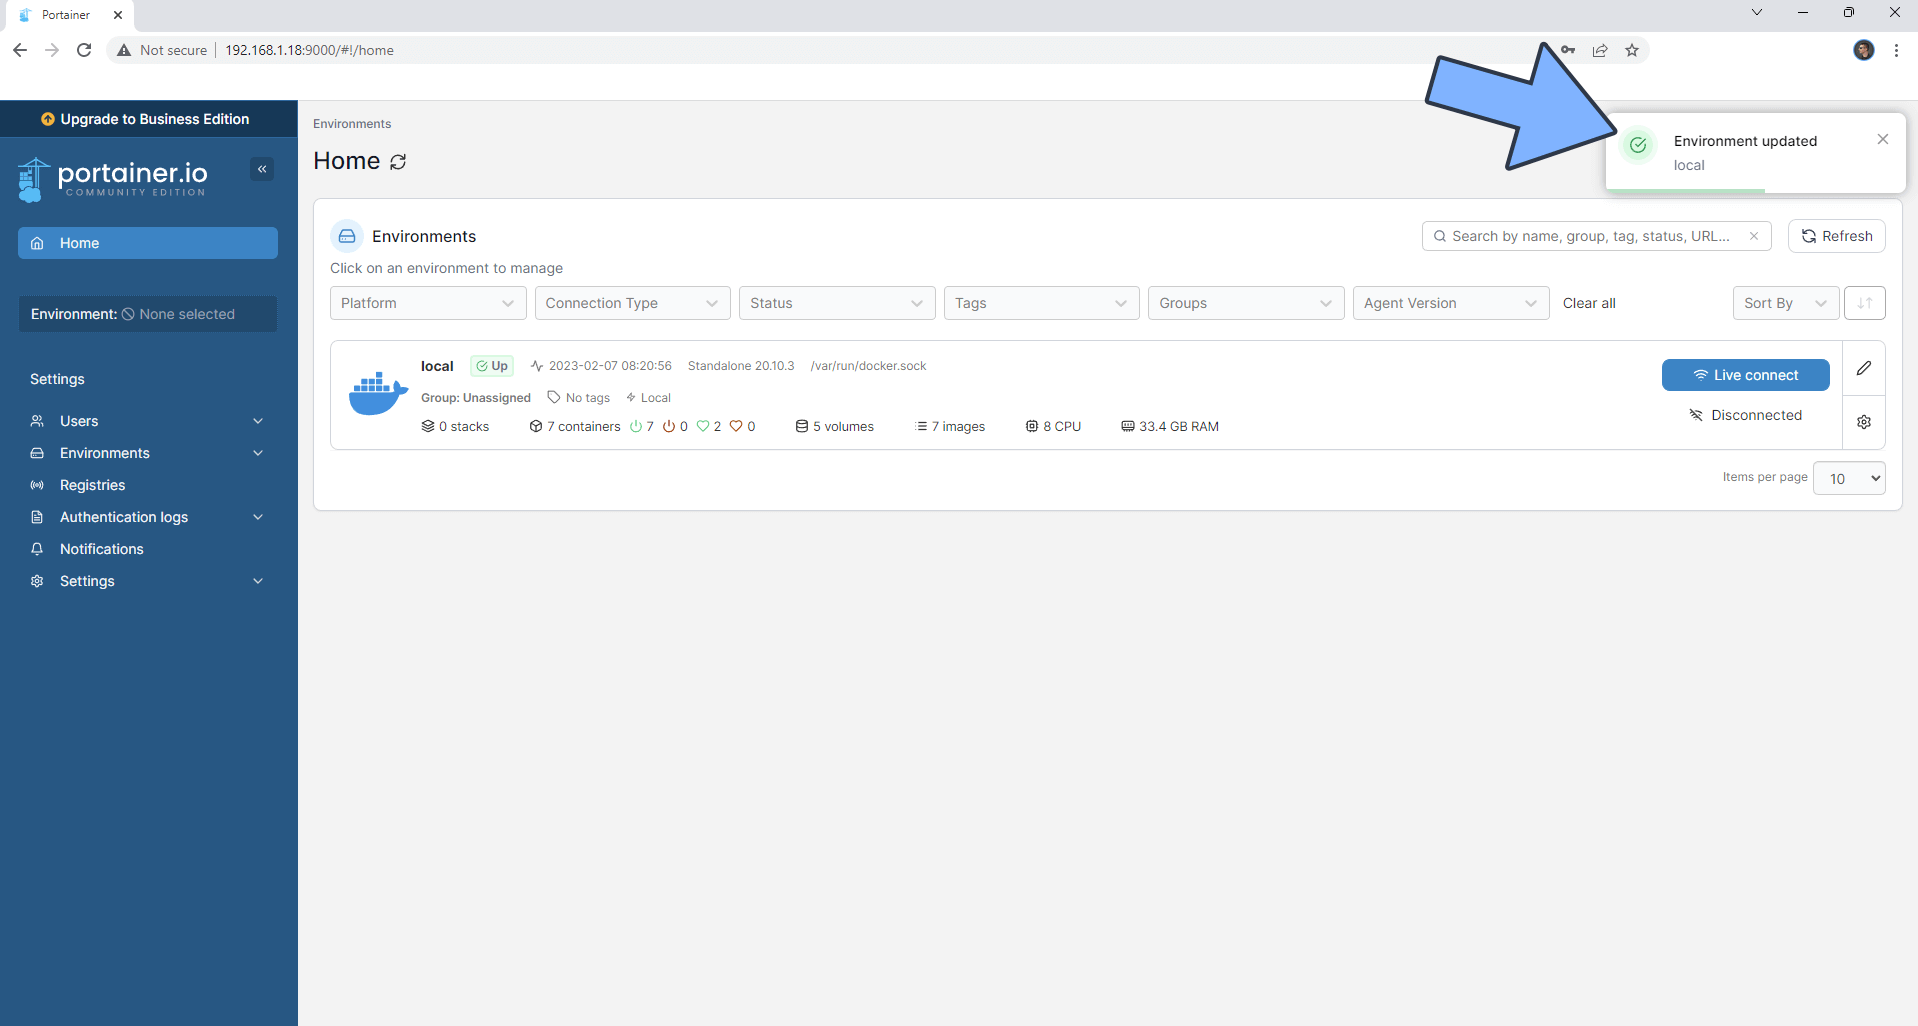 Portainer
Not secure 192.168.1.18:9000/#!/home
Upgrade to Business Edition
portainer.io
COMMUNITY EDITION
Home
Environment: None selected
Settings
Users
Environments
Registries
Authentication logs
Notifications
Settings
Environments
Home
Environment updated
local
Environments
Search by name, group, tag, status, URL... Refresh
Click on an environment to manage
Platform Connection Type Status Tags Groups Agent Version Clear all Sort By
local Up 2023-02-07 08:20:56 Standalone 20.10.3 /var/run/docker.sock
Group: Unassigned No tags Local
0 stacks 7 containers 7 0 2 0 5 volumes 7 images 8 CPU 33.4 GB RAM
Live connect
Disconnected
Items per page 10